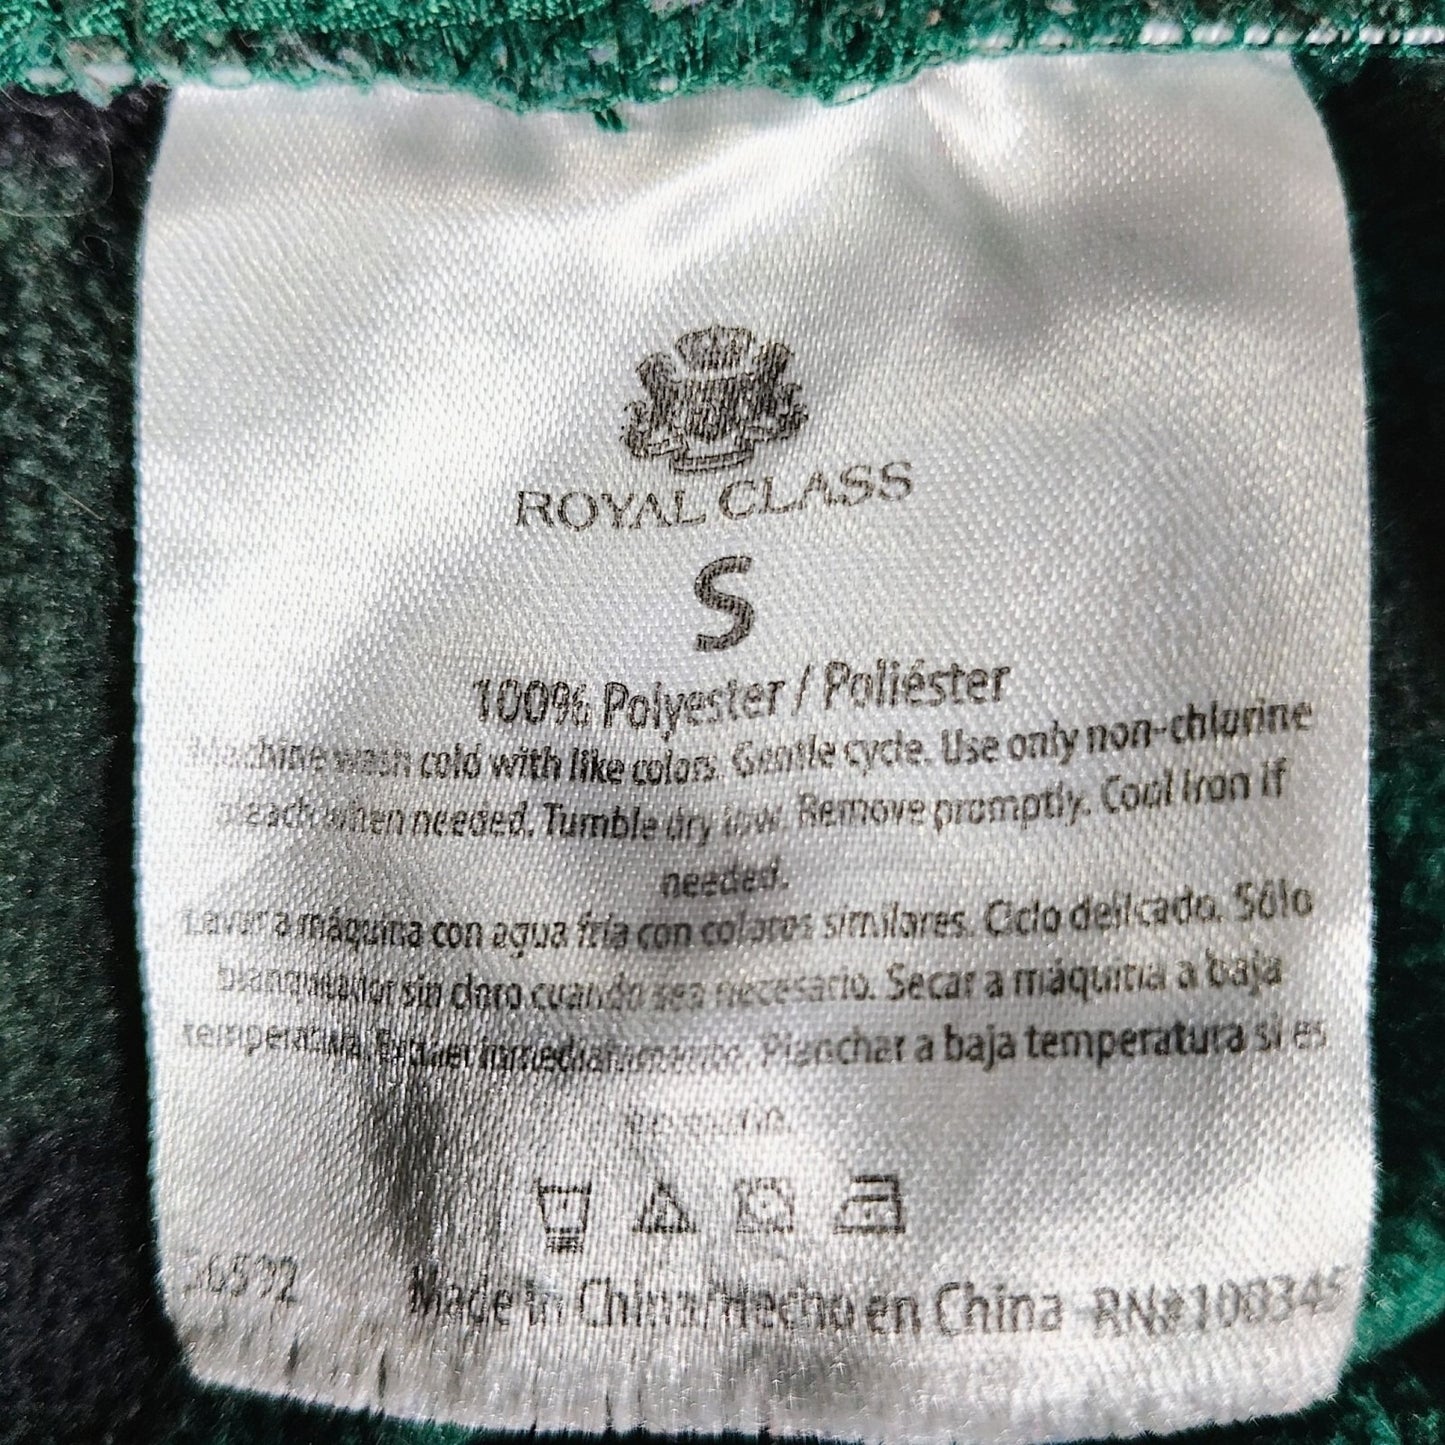 ROYAL CLASS
S
100% Polyester / Poliéster
Machine wash cold with like colors. Gentle cycle. Use only non-chlorine
bleach when needed. Tumble dry low. Remove promptly. Cool iron if
needed.
Lavar a máquina con agua fría con colores similares. Ciclo delicado. Sólo
blanqueador sin cloro cuando sea necesario. Secar a máquina a baja
temperatura. Extraer inmediatamente. Planchar a baja temperatura si es
Made in China/Hecho en China RN#100345